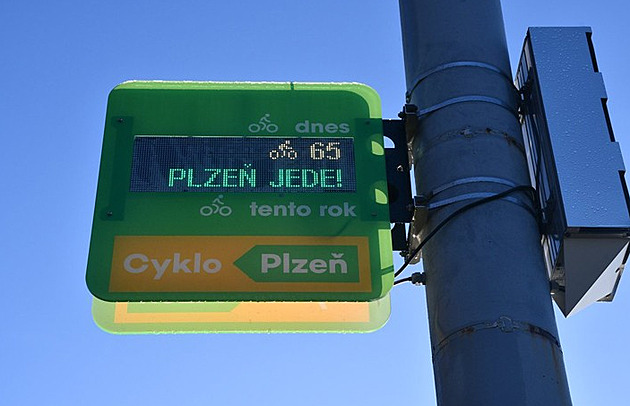 dnes
65
PLZEŇ JEDE!
tento rok
Cyklo Plzeň